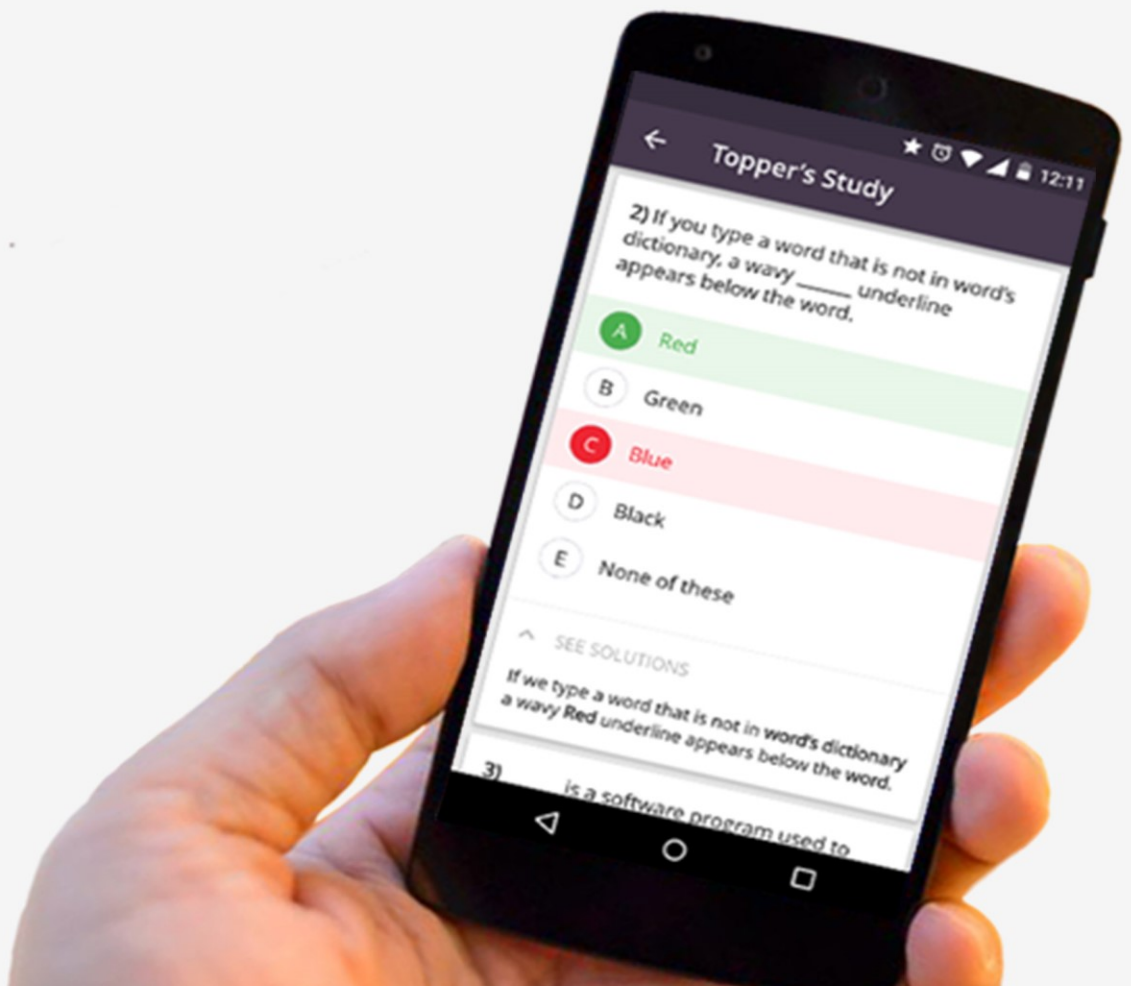 12:11
Topper's Study
2) If you type a word that is not in word's
dictionary, a wavy ______ underline
appears below the word.
A Red
B Green
C Blue
D Black
E None of these
SEE SOLUTIONS
If we type a word that is not in word's dictionary
a wavy Red underline appears below the word.
3) ______ is a software program used to